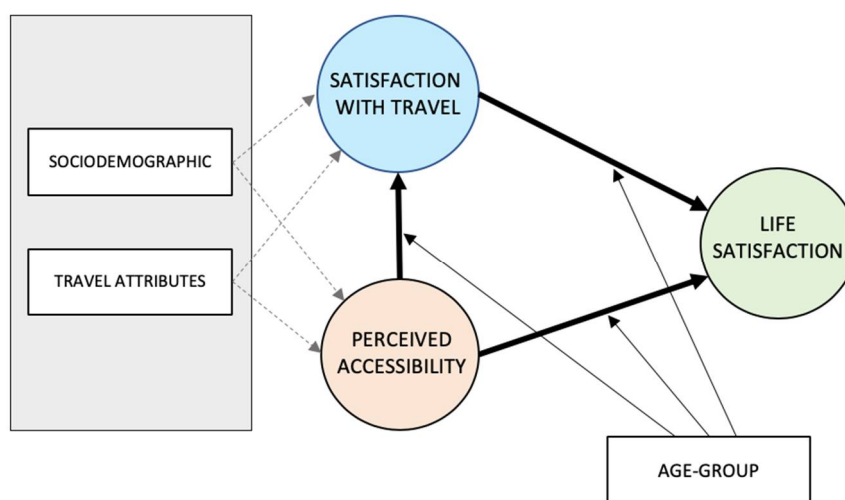 SATISFACTION
WITH TRAVEL
SOCIODEMOGRAPHIC
TRAVEL ATTRIBUTES
LIFE
SATISFACTION
PERCEIVED
ACCESSIBILITY
AGE-GROUP